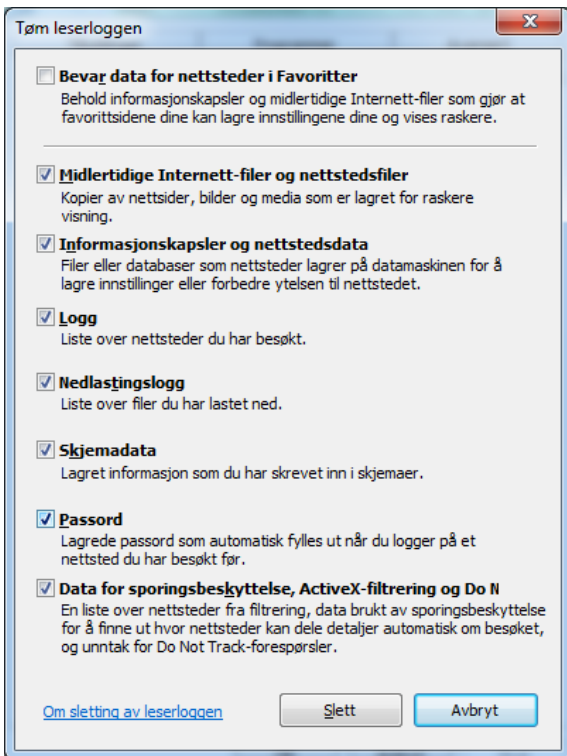 Tøm leserloggen
Bevar data for nettsteder i Favoritter
Behold informasjonskapsler og midlertidige Internett-filer som gjør at
favorittsidene dine kan lagre innstillingene dine og vises raskere.
Midlertidige Internett-filer og nettstedsfiler
Kopier av nettsider, bilder og media som er lagret for raskere
visning.
Informasjonskapsler og nettstedsdata
Filer eller databaser som nettsteder lagrer på datamaskinen for å
lagre innstillinger eller forbedre ytelsen til nettstedet.
Logg
Liste over nettsteder du har besøkt.
Nedlastingslogg
Liste over filer du har lastet ned.
Skjemadata
Lagret informasjon som du har skrevet inn i skjemaer.
Passord
Lagrede passord som automatisk fylles ut når du logger på et
nettsted du har besøkt før.
Data for sporingsbeskyttelse, ActiveX-filtrering og Do N
En liste over nettsteder fra filtrering, data brukt av sporingsbeskyttelse
for å finne ut hvor nettsteder kan dele detaljer automatisk om besøket,
og unntak for Do Not Track-forespørsler.
Om sletting av leserloggen Slett Avbryt